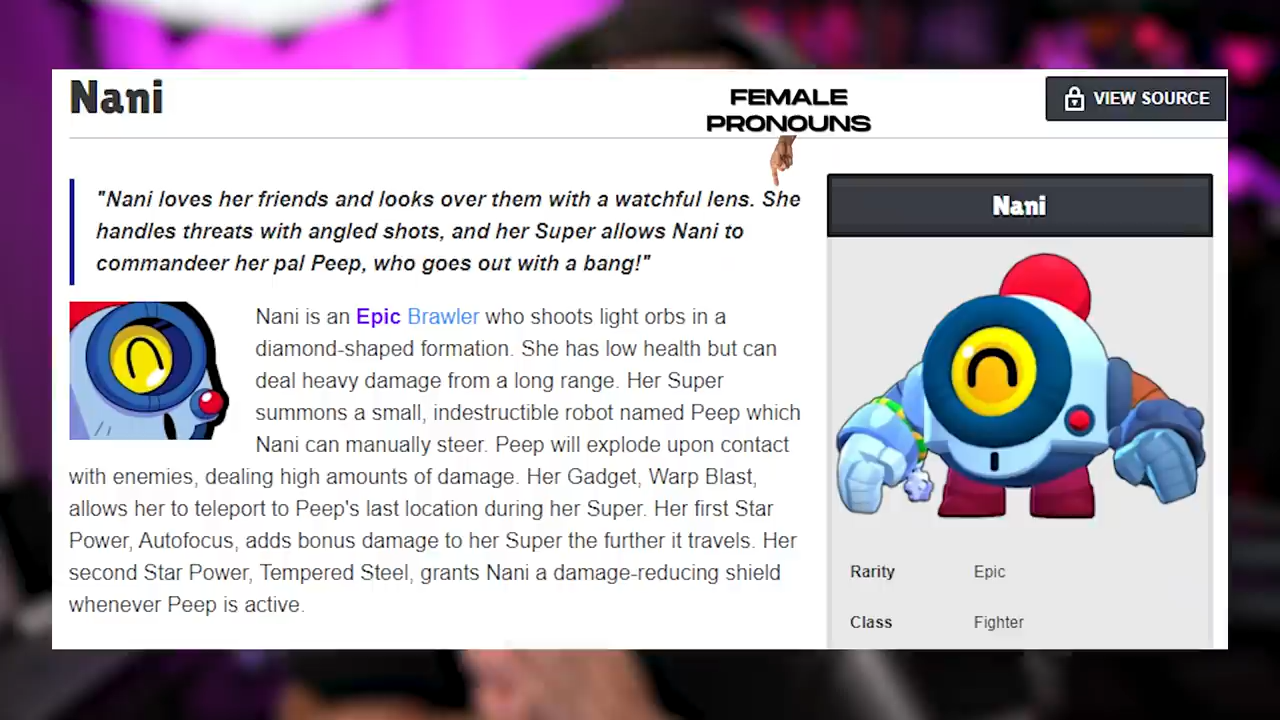 Nani
FEMALE
PRONOUNS
VIEW SOURCE
"Nani loves her friends and looks over them with a watchful lens. She
handles threats with angled shots, and her Super allows Nani to
commandeer her pal Peep, who goes out with a bang!"
Nani is an Epic Brawler who shoots light orbs in a
diamond-shaped formation. She has low health but can
deal heavy damage from a long range. Her Super
summons a small, indestructible robot named Peep which
Nani can manually steer. Peep will explode upon contact
with enemies, dealing high amounts of damage. Her Gadget, Warp Blast,
allows her to teleport to Peep's last location during her Super. Her first Star
Power, Autofocus, adds bonus damage to her Super the further it travels. Her
second Star Power, Tempered Steel, grants Nani a damage-reducing shield
whenever Peep is active.
Nani
Rarity Epic
Class Fighter